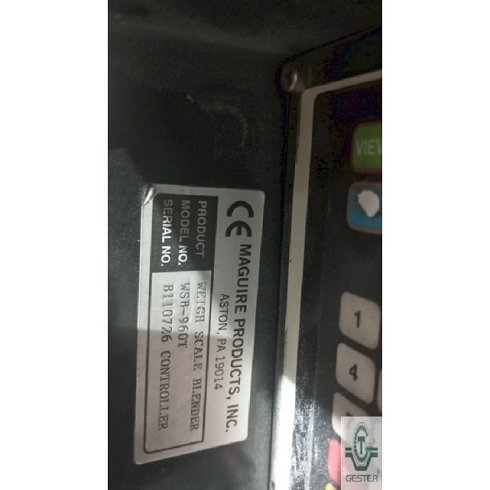 CE MAGUIRE PRODUCTS, INC.
ASTON, PA 19014
PRODUCT WEIGH SCALE BLENDER
MODEL NO. WSB-960T
SERIAL NO. B110726 CONTROLLER
VIEW
1
4
GESTER